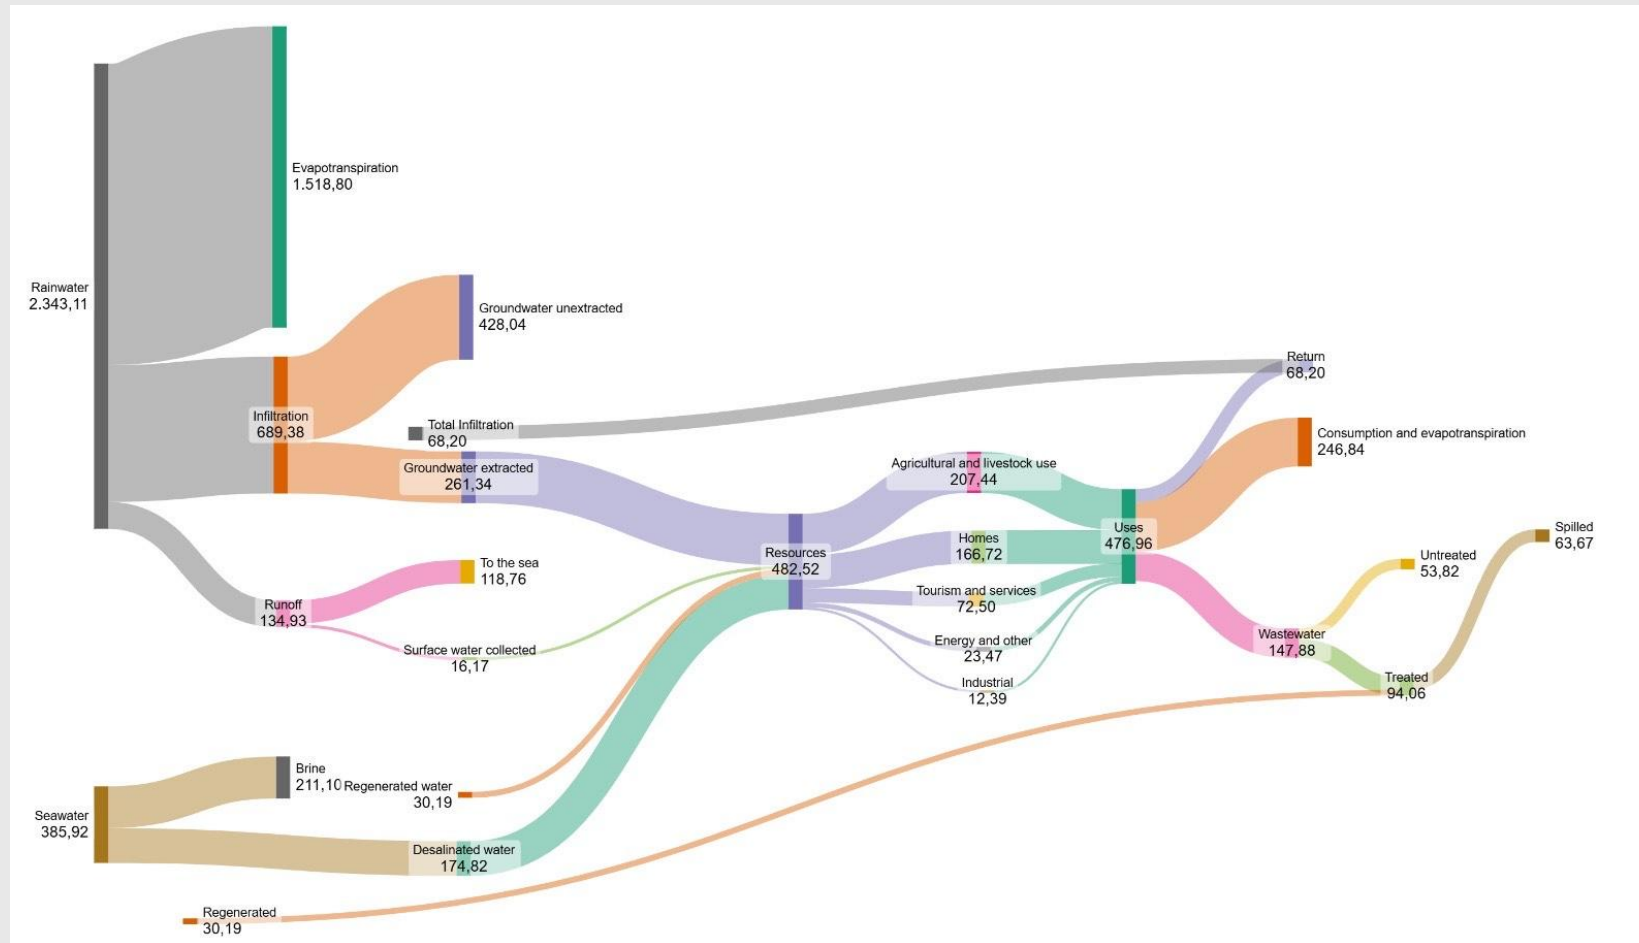 Evapotranspiration
1.518,80
Rainwater
2.343,11
Groundwater unextracted
428,04
Infiltration
689,38
Total Infiltration
68,20
Groundwater extracted
261,34
Return
68,20
Consumption and evapotranspiration
246,84
Agricultural and livestock use
207,44
Uses
476,96
Homes
166,72
Resources
482,52
Tourism and services
72,50
Energy and other
23,47
Industrial
12,39
To the sea
118,76
Runoff
134,93
Surface water collected
16,17
Spilled
63,67
Untreated
53,82
Wastewater
147,88
Treated
94,06
Brine
211,10
Regenerated water
30,19
Seawater
385,92
Desalinated water
174,82
Regenerated
30,19